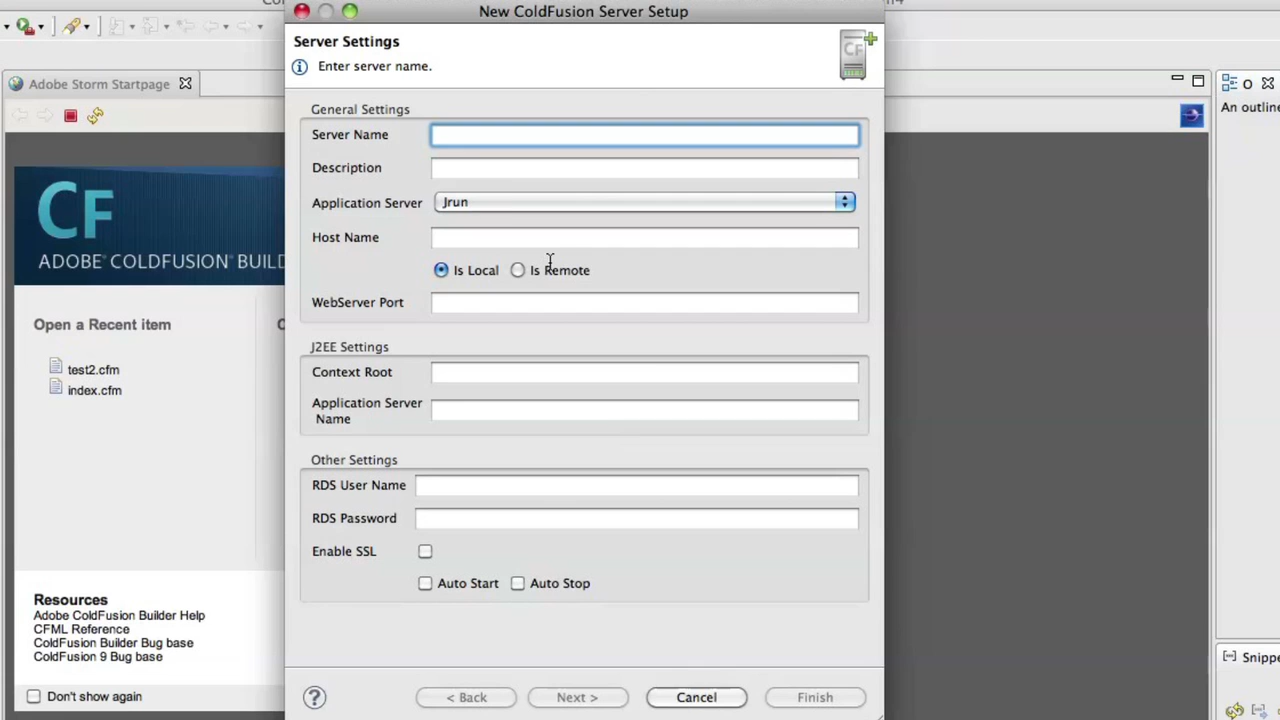 New ColdFusion Server Setup
Server Settings
Enter server name.
CF
Adobe Storm Startpage
General Settings
Server Name
Description
Application Server
Jrun
Host Name
Is Local
Is Remote
WebServer Port
J2EE Settings
Context Root
Application Server
Name
Other Settings
RDS User Name
RDS Password
Enable SSL
Auto Start
Auto Stop
< Back
Next >
Cancel
Finish
CF
ADOBE® COLDFUSION® BUILD
Open a Recent item
test2.cfm
index.cfm
Resources
Adobe ColdFusion Builder Help
CFML Reference
ColdFusion Builder Bug base
ColdFusion 9 Bug base
Don't show again
O
An outline
Snippe